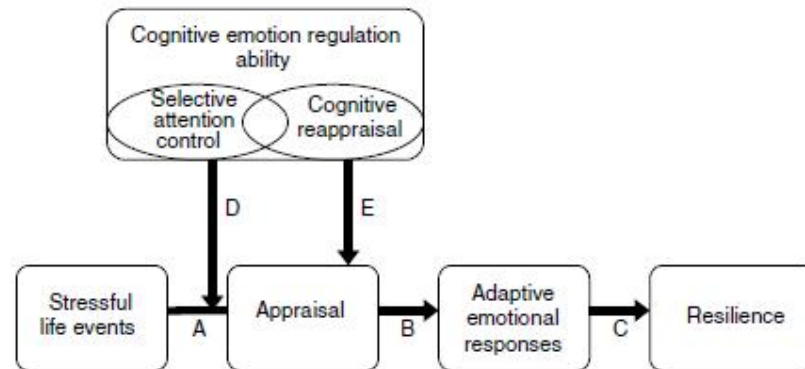 Cognitive emotion regulation
ability
Selective
attention
control
Cognitive
reappraisal
D
E
Stressful
life events
A
Appraisal
B
Adaptive
emotional
responses
C
Resilience